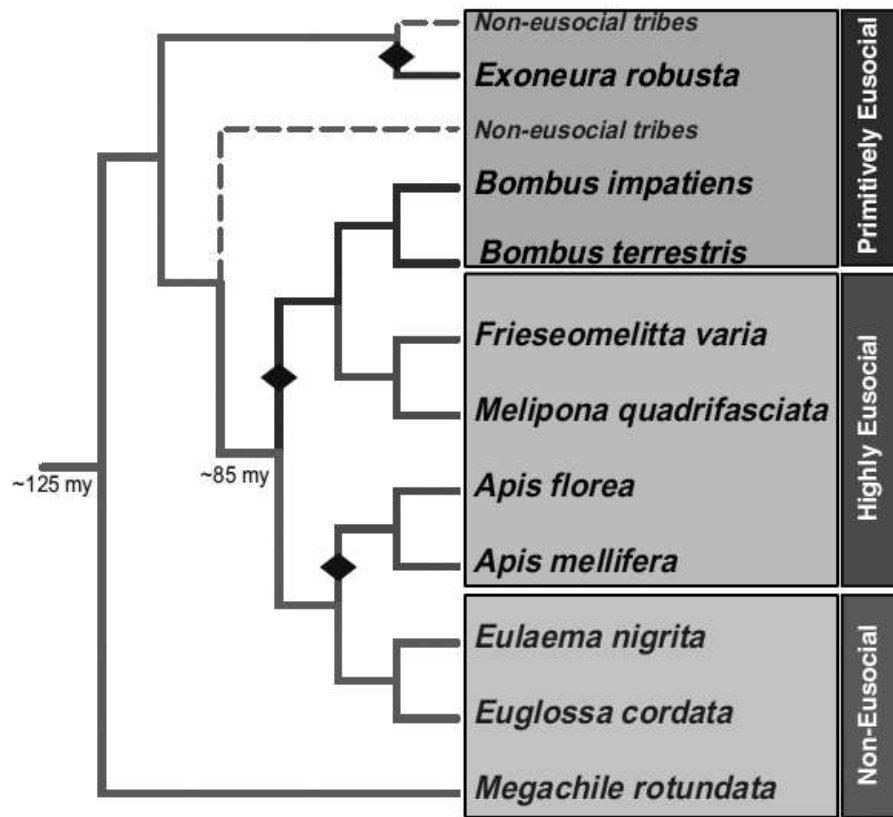 Non-eusocial tribes
Exoneura robusta
Non-eusocial tribes
Bombus impatiens
Bombus terrestris
Primitively Eusocial
Frieseomelitta varia
Melipona quadrifasciata
Apis florea
Apis mellifera
Highly Eusocial
Eulaema nigrita
Euglossa cordata
Megachile rotundata
Non-Eusocial
~125 my
~85 my